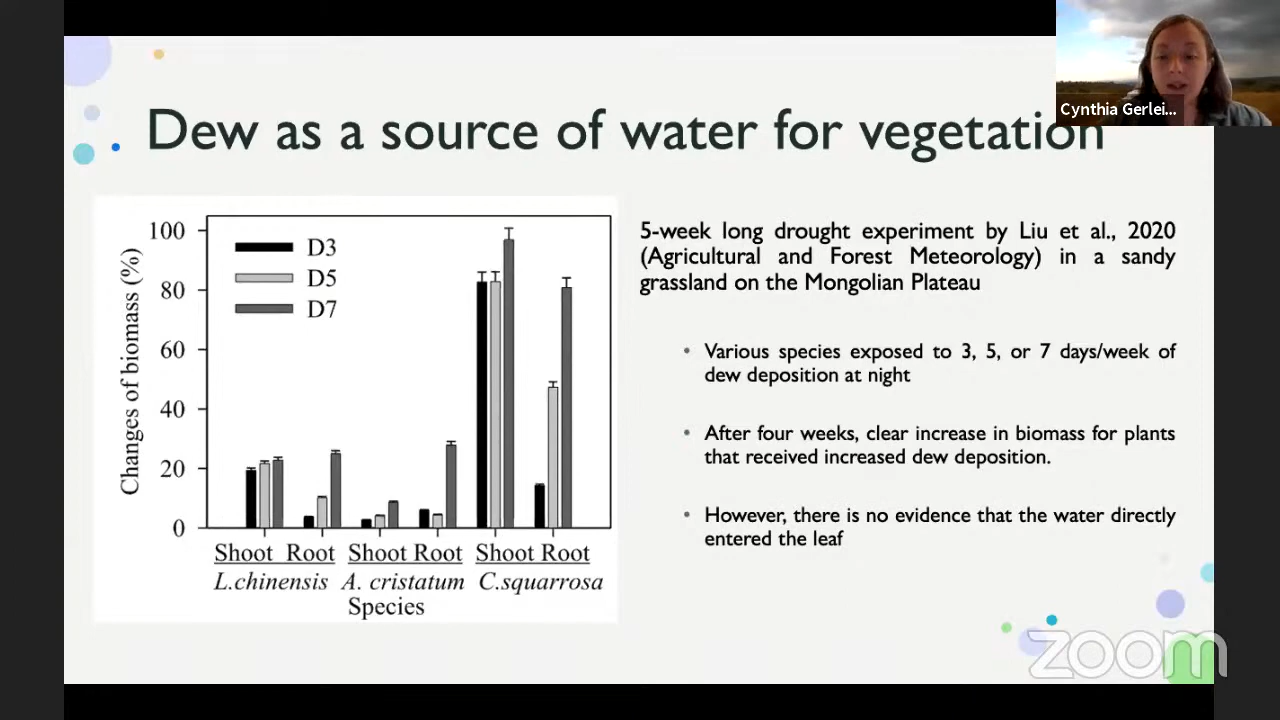 Cynthia Gerlei...
Dew as a source of water for vegetation
100
80
60
40
20
0
Changes of biomass (%)
D3
D5
D7
Shoot Root Shoot Root Shoot Root
L.chinensis A. cristatum C.squarrosa
Species
5-week long drought experiment by Liu et al., 2020
(Agricultural and Forest Meteorology) in a sandy
grassland on the Mongolian Plateau
• Various species exposed to 3, 5, or 7 days/week of
dew deposition at night
• After four weeks, clear increase in biomass for plants
that received increased dew deposition.
• However, there is no evidence that the water directly
entered the leaf
zoom